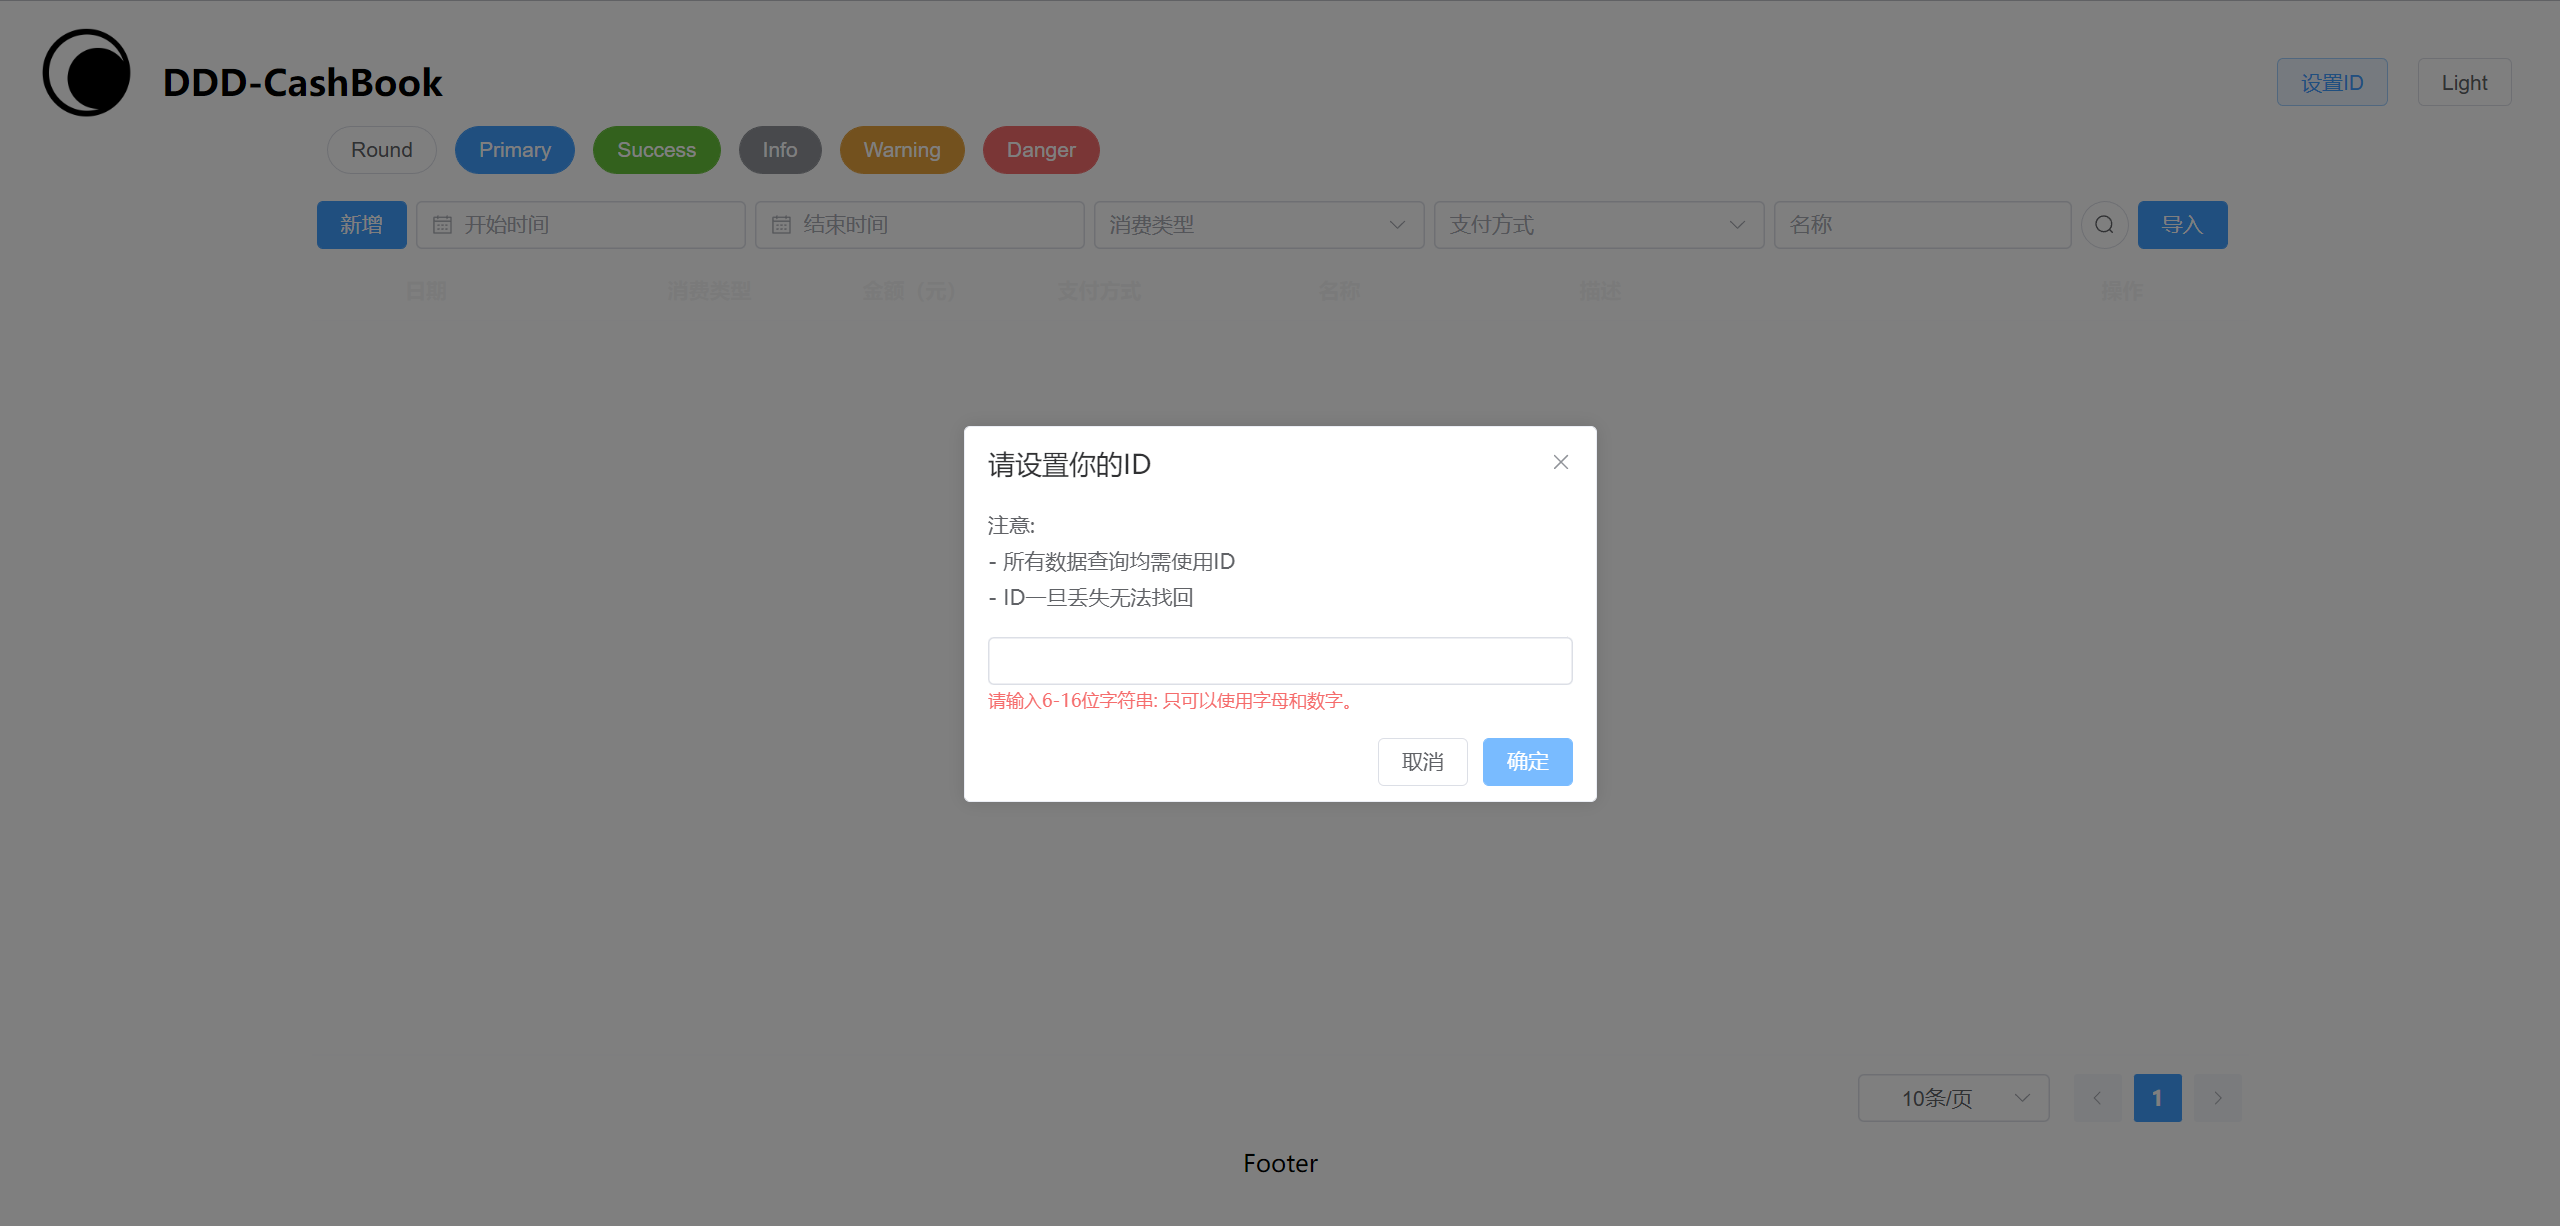 DDD-CashBook
设置ID
Light
Round
Primary
Success
Info
Warning
Danger
新增
开始时间
结束时间
消费类型
支付方式
名称
导入
日期
消费类型
金额（元）
支付方式
名称
描述
操作
请设置你的ID
注意:
- 所有数据查询均需使用ID
- ID一旦丢失无法找回
请输入6-16位字符串: 只可以使用字母和数字。
取消
确定
10条/页
1
Footer